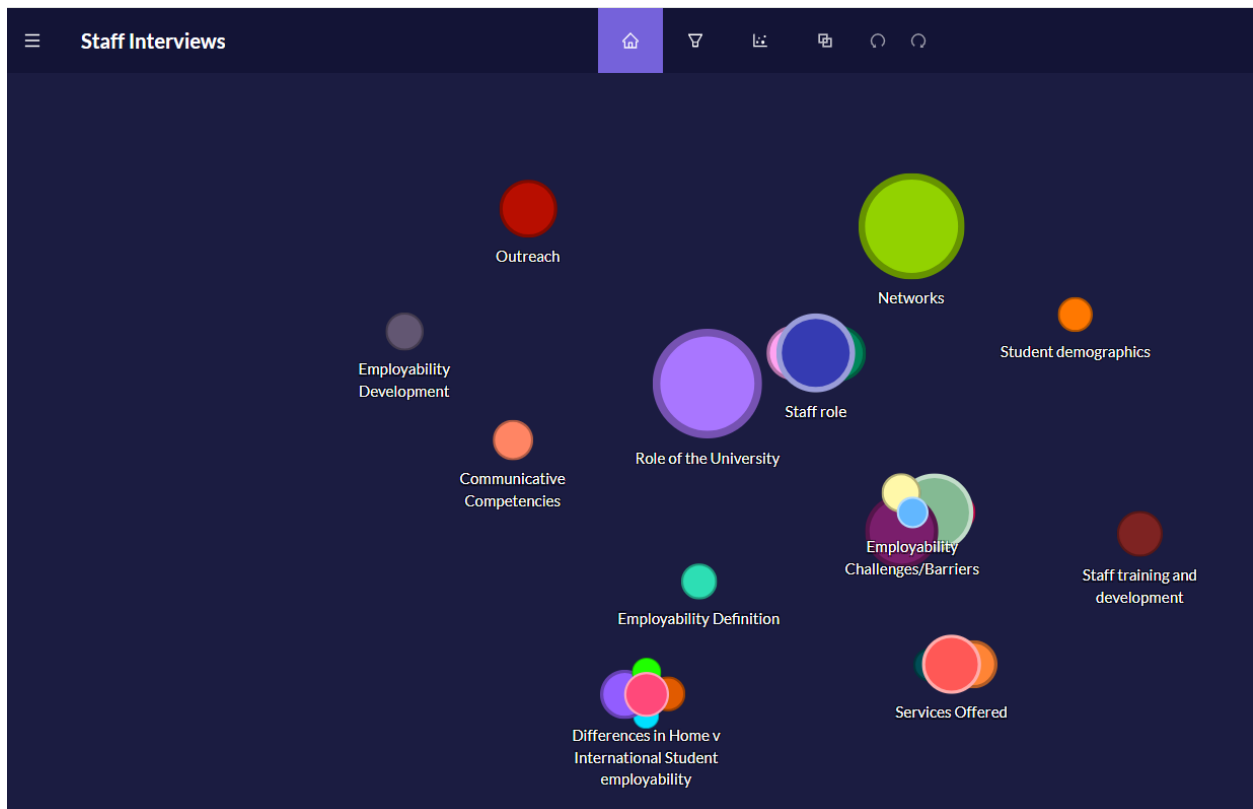 Staff Interviews
Outreach
Networks
Student demographics
Employability
Development
Staff role
Role of the University
Communicative
Competencies
Employability
Challenges/Barriers
Staff training and
development
Employability Definition
Services Offered
Differences in Home v
International Student
employability